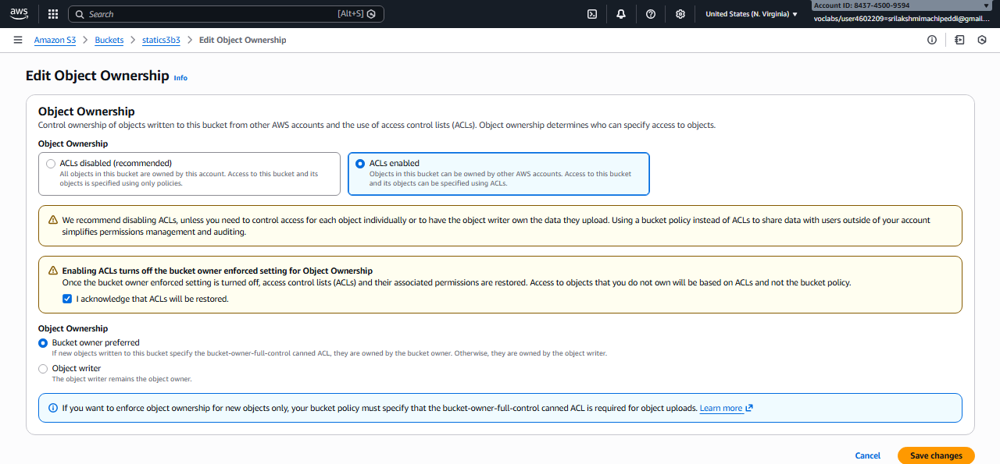 aws
Search [Alt+S]
United States (N. Virginia)
Account ID: 8437-4500-9594
voclabs/user4602209=srilakshmimachipeddi@gmail...
Amazon S3 > Buckets > statics3b3 > Edit Object Ownership
Edit Object Ownership Info
Object Ownership
Control ownership of objects written to this bucket from other AWS accounts and the use of access control lists (ACLs). Object ownership determines who can specify access to objects.
Object Ownership
ACLs disabled (recommended)
All objects in this bucket are owned by this account. Access to this bucket and its
objects is specified using only policies.
ACLs enabled
Objects in this bucket can be owned by other AWS accounts. Access to this bucket
and its objects can be specified using ACLs.
We recommend disabling ACLs, unless you need to control access for each object individually or to have the object writer own the data they upload. Using a bucket policy instead of ACLs to share data with users outside of your account
simplifies permissions management and auditing.
Enabling ACLs turns off the bucket owner enforced setting for Object Ownership
Once the bucket owner enforced setting is turned off, access control lists (ACLs) and their associated permissions are restored. Access to objects that you do not own will be based on ACLs and not the bucket policy.
I acknowledge that ACLs will be restored.
Object Ownership
Bucket owner preferred
If new objects written to this bucket specify the bucket-owner-full-control canned ACL, they are owned by the bucket owner. Otherwise, they are owned by the object writer.
Object writer
The object writer remains the object owner.
If you want to enforce object ownership for new objects only, your bucket policy must specify that the bucket-owner-full-control canned ACL is required for object uploads. Learn more
Cancel
Save changes